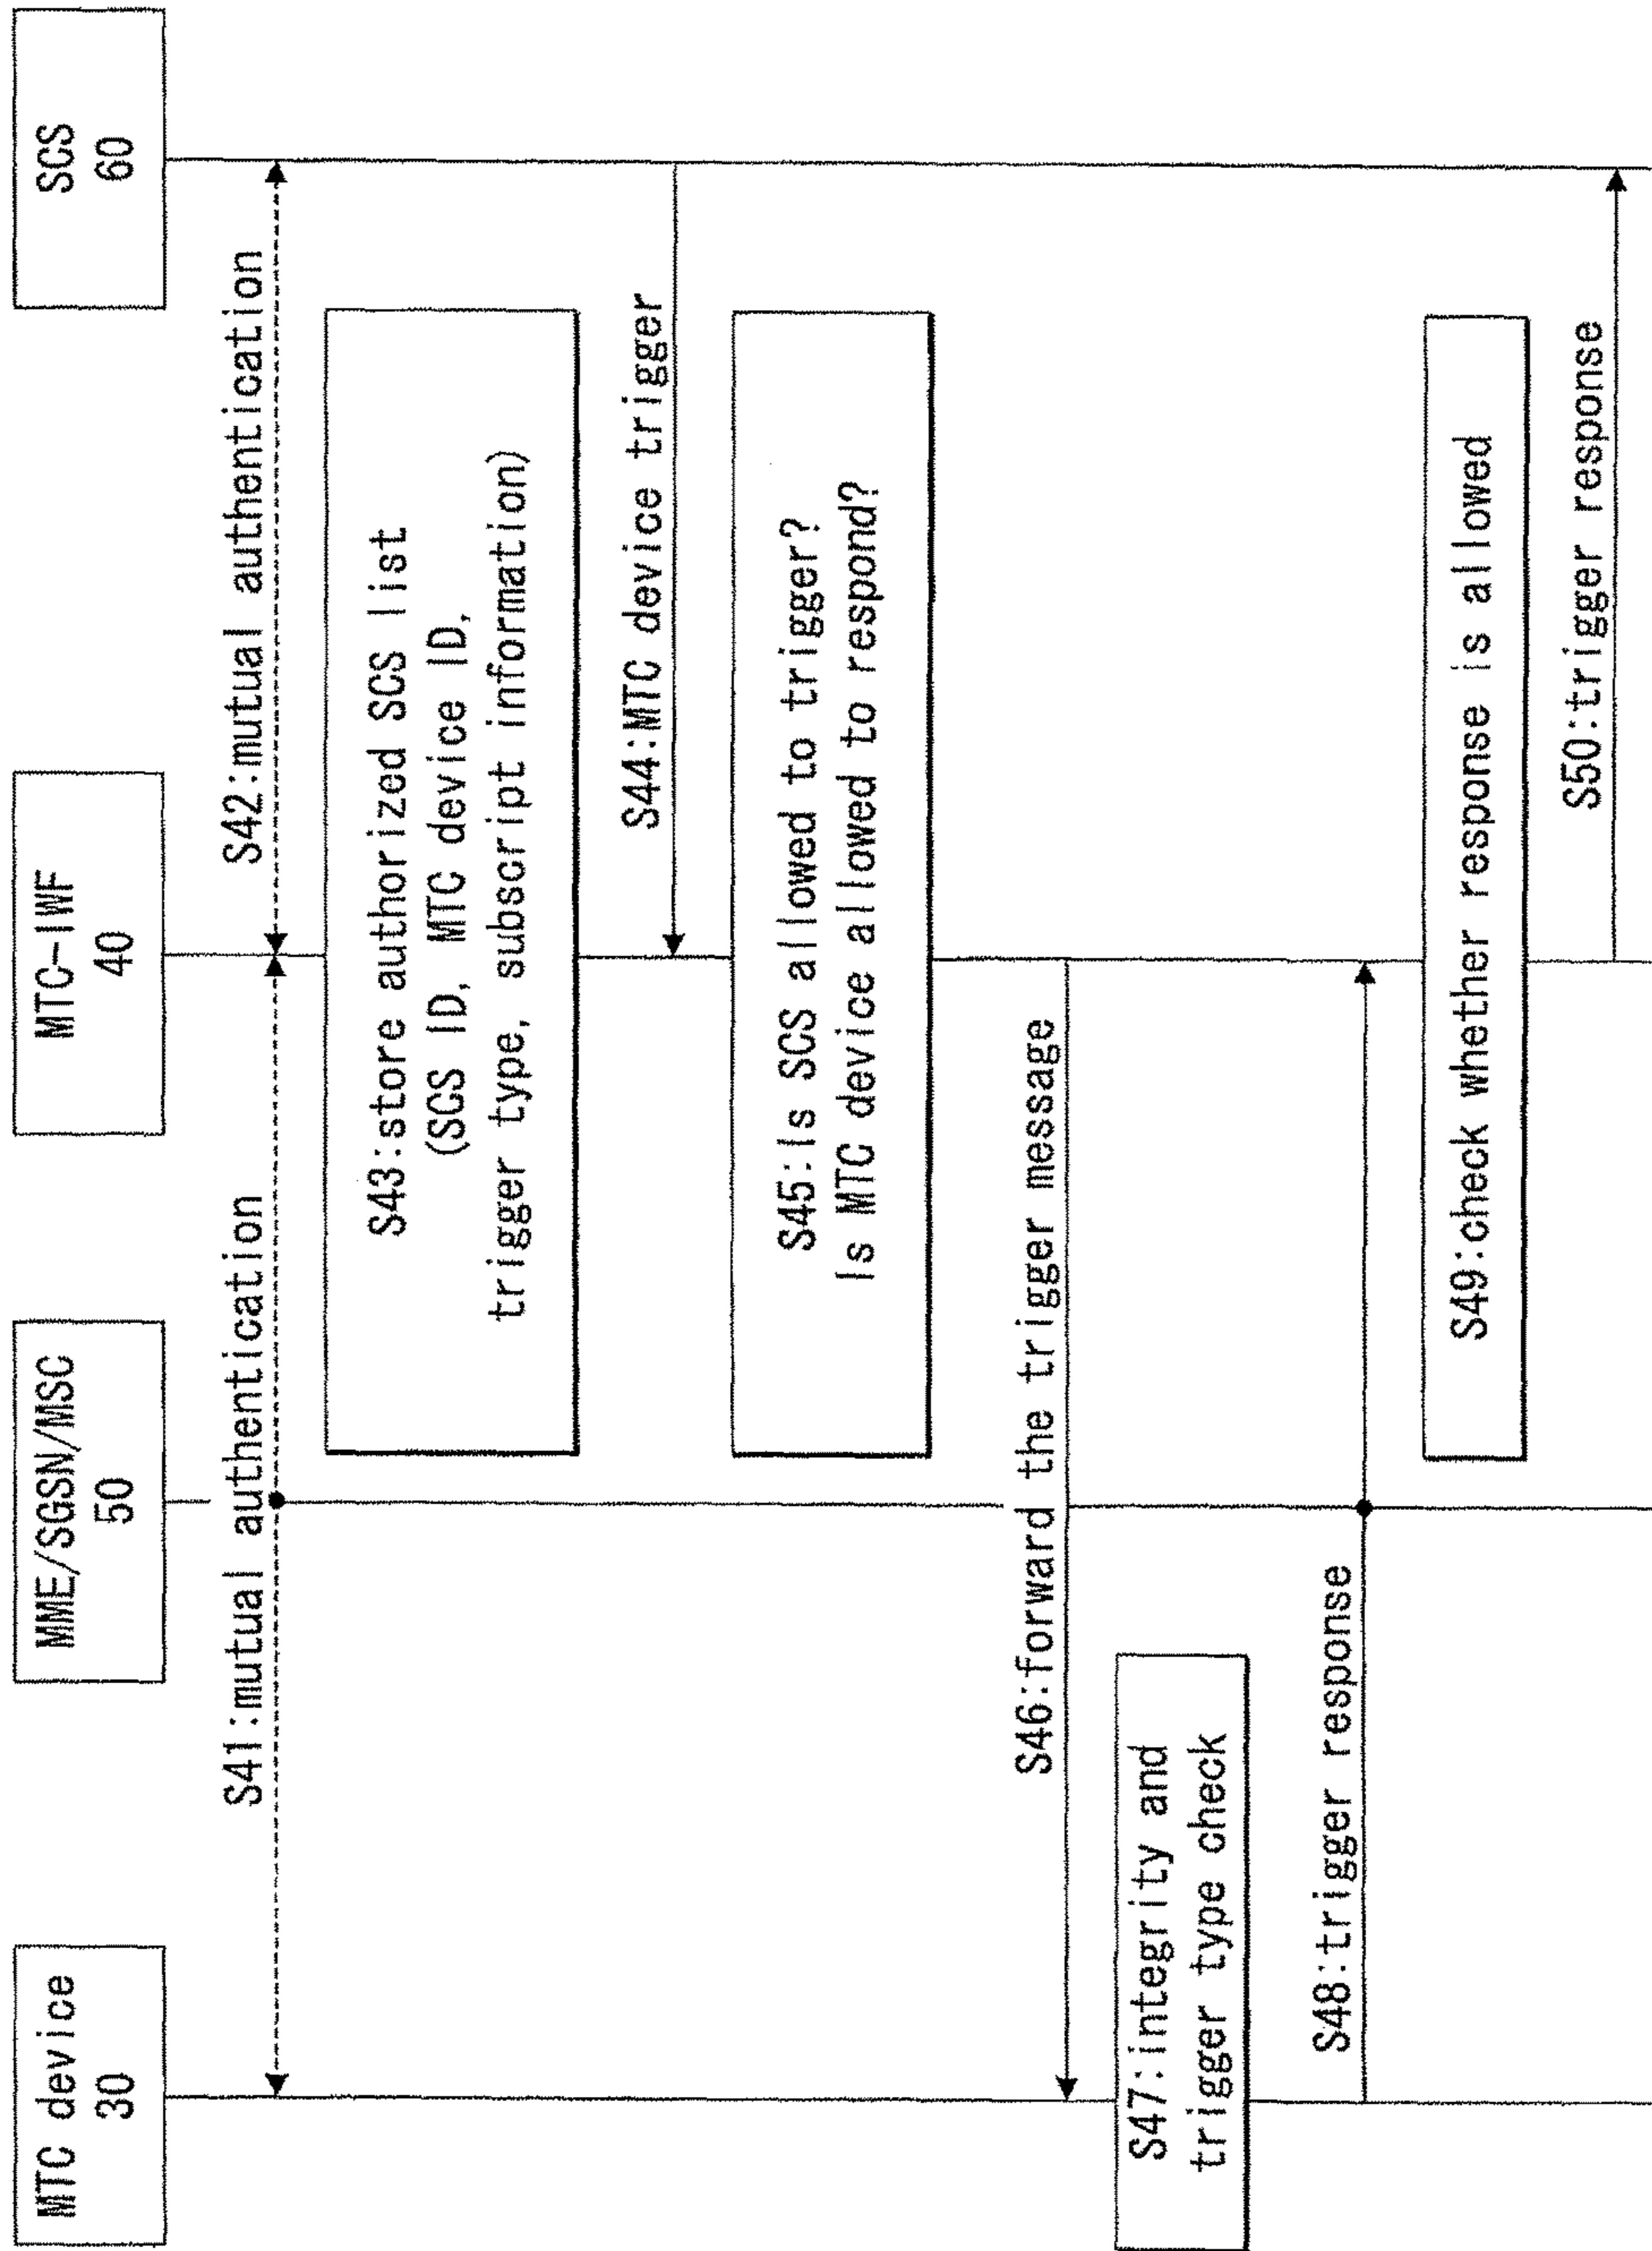 MTC device
30
MME/SGSN/MSC
50
MTC-IWF
40
SCS
60
S41:mutual authentication
S42:mutual authentication
S43:store authorized SCS list
(SCS ID, MTC device ID,
trigger type, subscript information)
S44:MTC device trigger
S45:Is SCS allowed to trigger?
Is MTC device allowed to respond?
S46:forward the trigger message
S47:integrity and
trigger type check
S48:trigger response
S49:check whether response is allowed
S50:trigger response